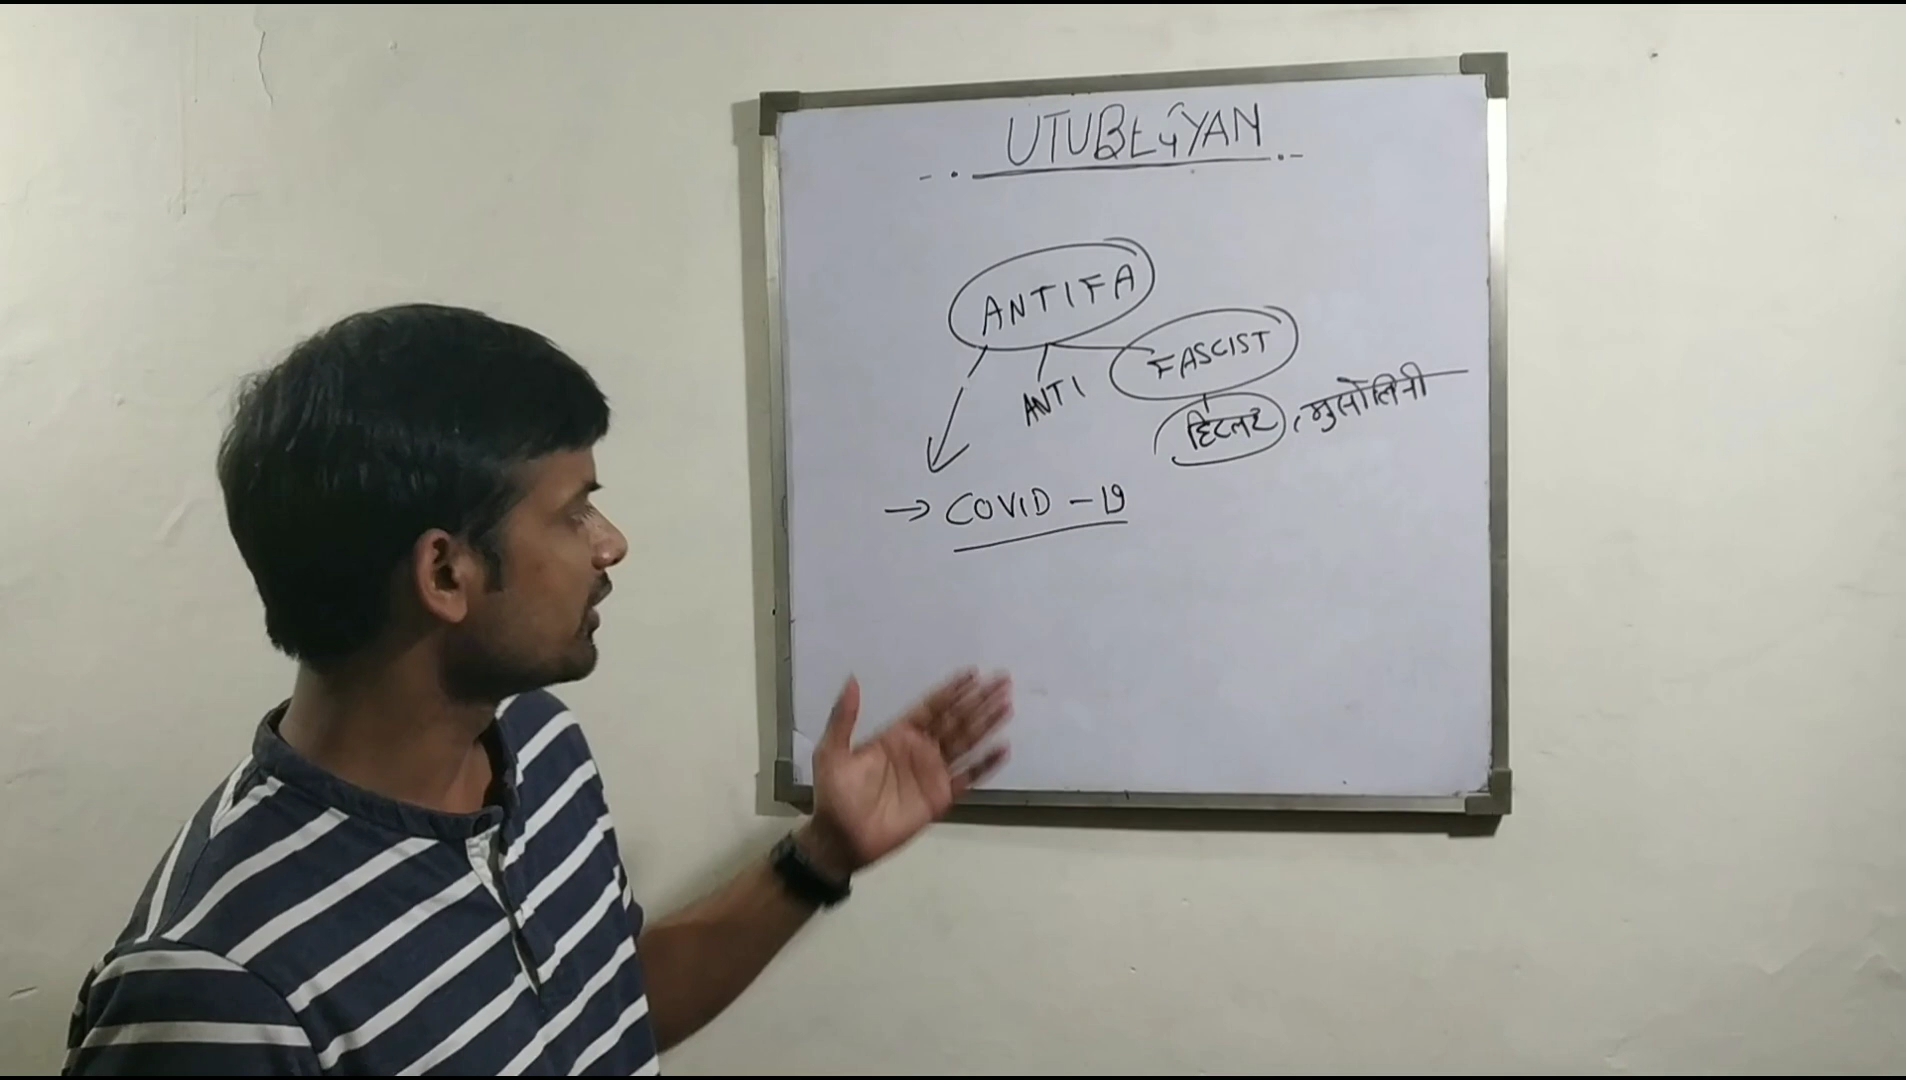 UTUBEGYAN
ANTIFA
ANTI FASCIST
हिटलर, मुसोलिनी
→ COVID-19